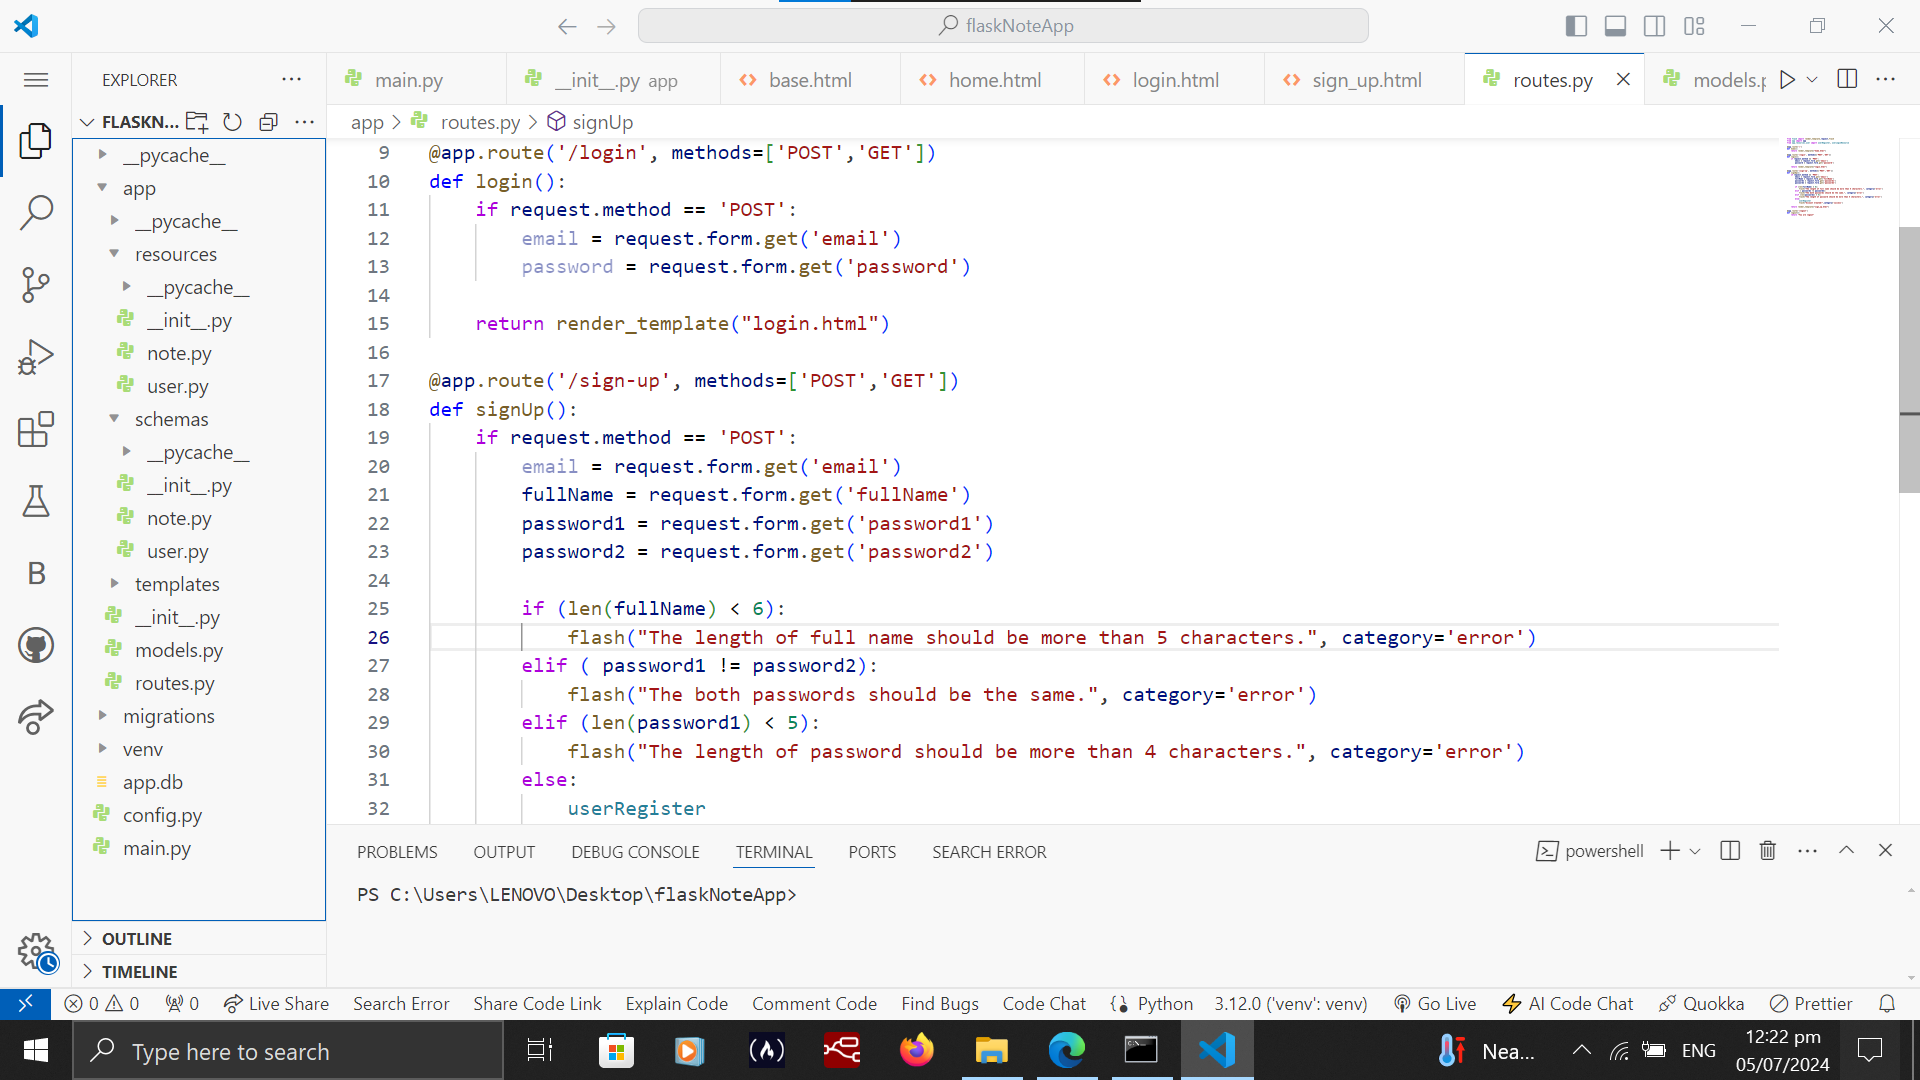 flaskNoteApp
EXPLORER
main.py
__init__.py app
base.html
home.html
login.html
sign_up.html
routes.py
models.p
FLASKN...
app > routes.py > signUp
__pycache__
app
__pycache__
resources
__pycache__
__init__.py
note.py
user.py
schemas
__pycache__
__init__.py
note.py
user.py
templates
__init__.py
models.py
routes.py
migrations
venv
app.db
config.py
main.py
OUTLINE
TIMELINE
9 @app.route('/login', methods=['POST','GET'])
10 def login():
11     if request.method == 'POST':
12         email = request.form.get('email')
13         password = request.form.get('password')
14
15     return render_template("login.html")
16
17 @app.route('/sign-up', methods=['POST','GET'])
18 def signUp():
19     if request.method == 'POST':
20         email = request.form.get('email')
21         fullName = request.form.get('fullName')
22         password1 = request.form.get('password1')
23         password2 = request.form.get('password2')
24
25         if (len(fullName) < 6):
26             flash("The length of full name should be more than 5 characters.", category='error')
27         elif ( password1 != password2):
28             flash("The both passwords should be the same.", category='error')
29         elif (len(password1) < 5):
30             flash("The length of password should be more than 4 characters.", category='error')
31         else:
32             userRegister
PROBLEMS OUTPUT DEBUG CONSOLE TERMINAL PORTS SEARCH ERROR
powershell
PS C:\Users\LENOVO\Desktop\flaskNoteApp>
0 0 0 Live Share Search Error Share Code Link Explain Code Comment Code Find Bugs Code Chat Python 3.12.0 ('venv': venv) Go Live AI Code Chat Quokka Prettier
Type here to search
Nea...
ENG
12:22 pm
05/07/2024